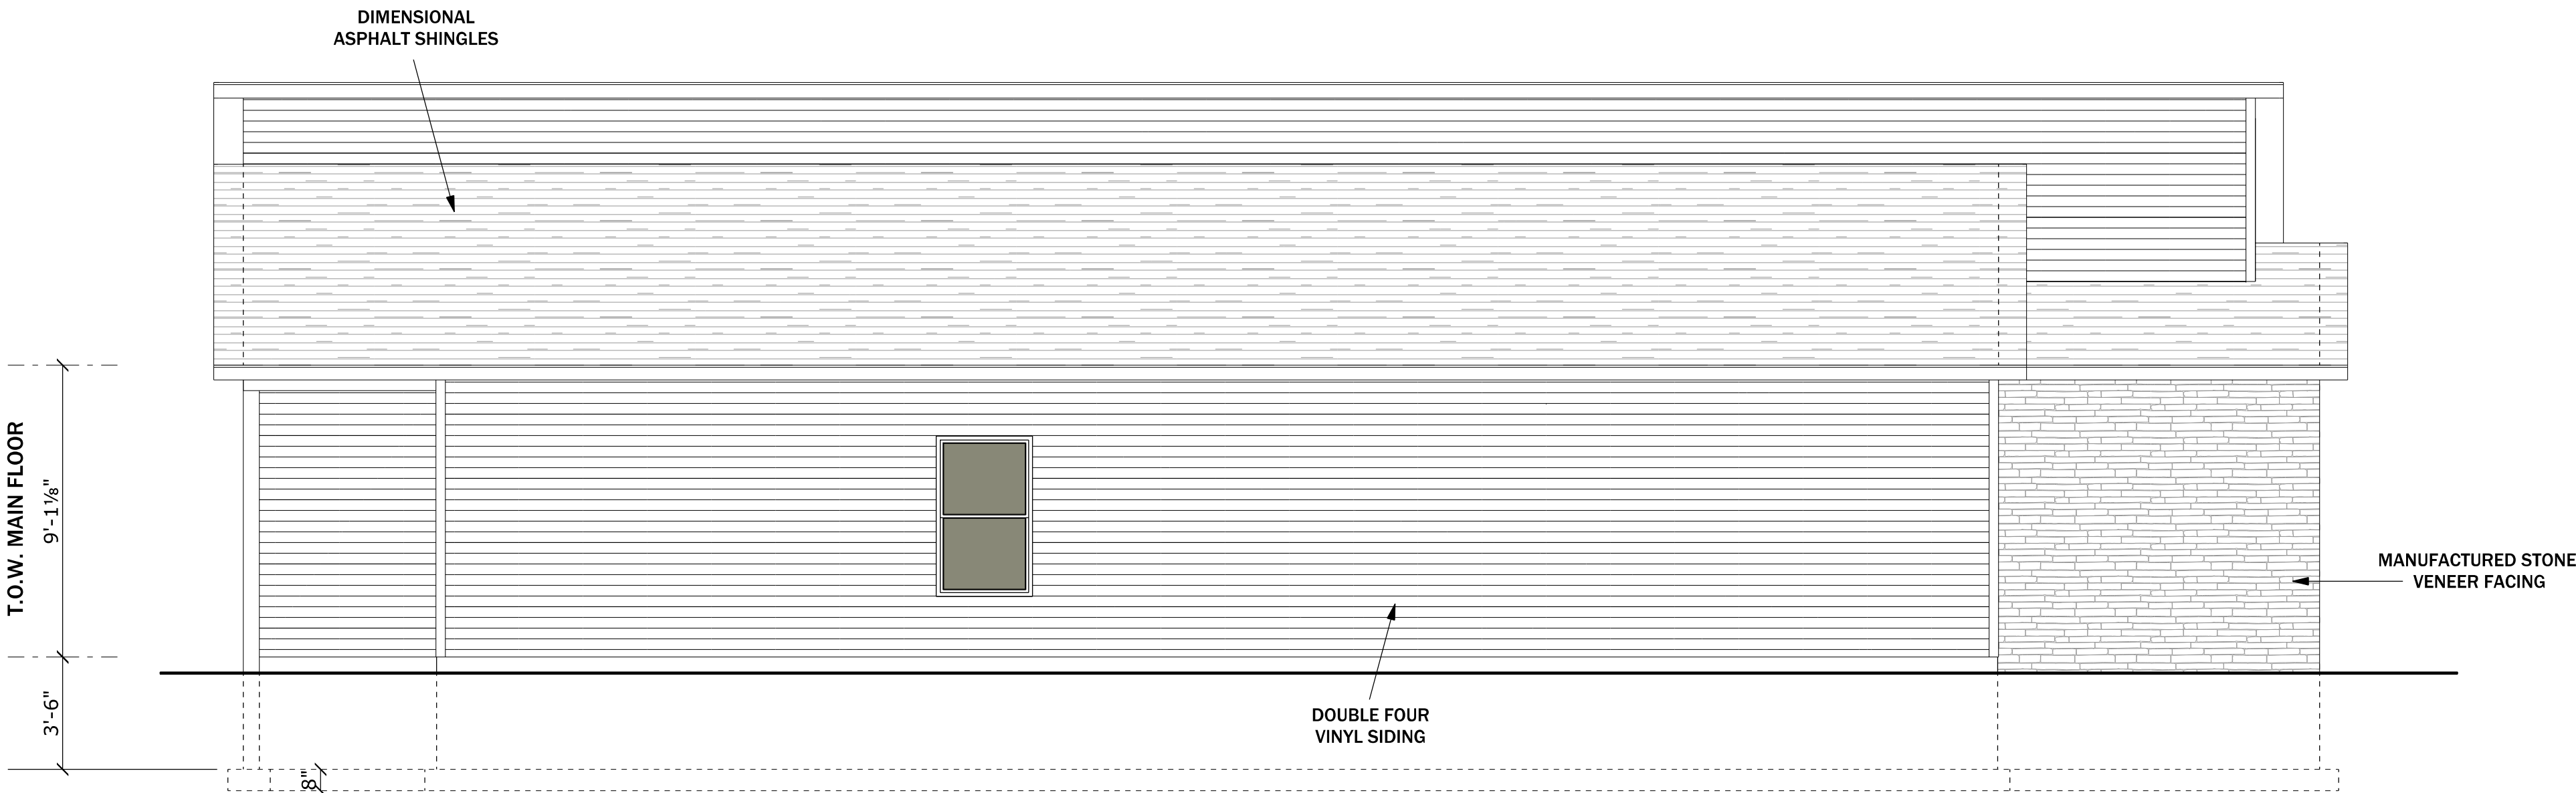 DIMENSIONAL
ASPHALT SHINGLES
T.O.W. MAIN FLOOR
9'-1⅛"
3'-6"
8"
MANUFACTURED STONE
VENEER FACING
DOUBLE FOUR
VINYL SIDING